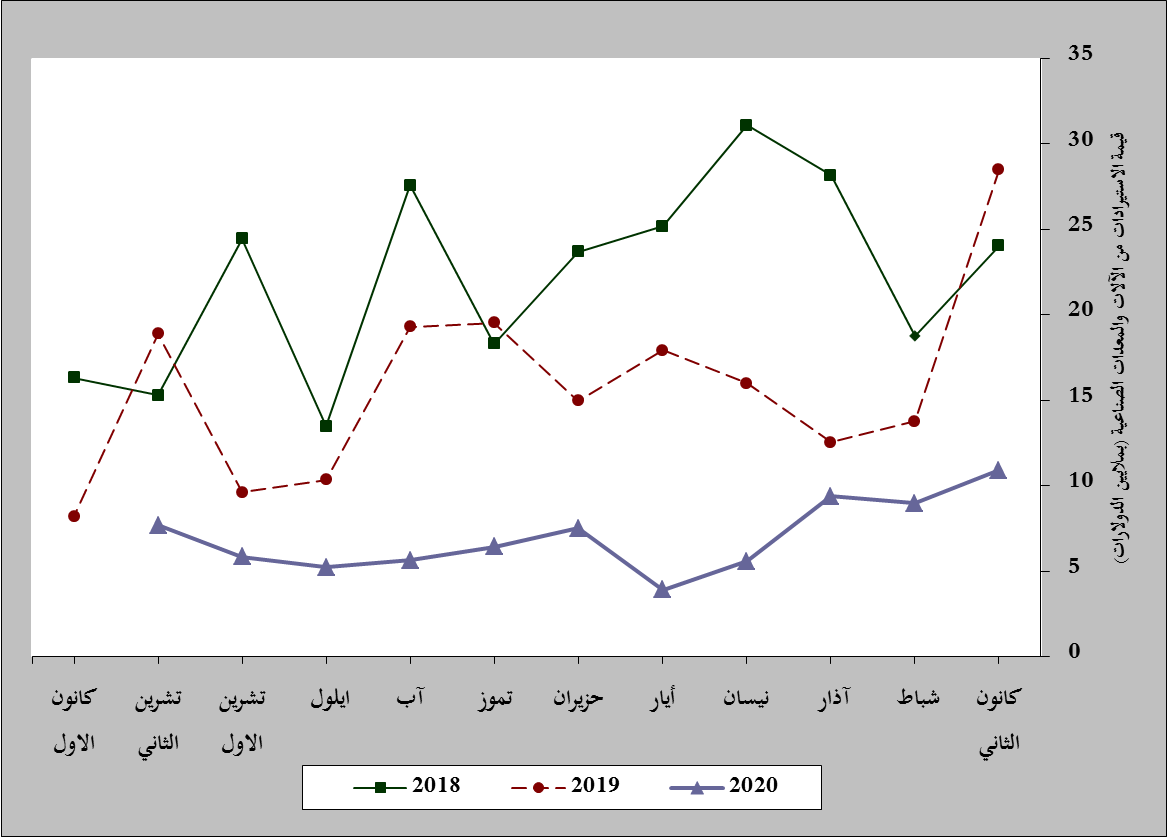 قيمة الاستيرادات من الآلات والمعدات الصناعية (بملايين الدولارات)
35
30
25
20
15
10
5
0
كانون الثاني
شباط
آذار
نيسان
أيار
حزيران
تموز
آب
ايلول
تشرين الاول
تشرين الثاني
كانون الاول
2018
2019
2020